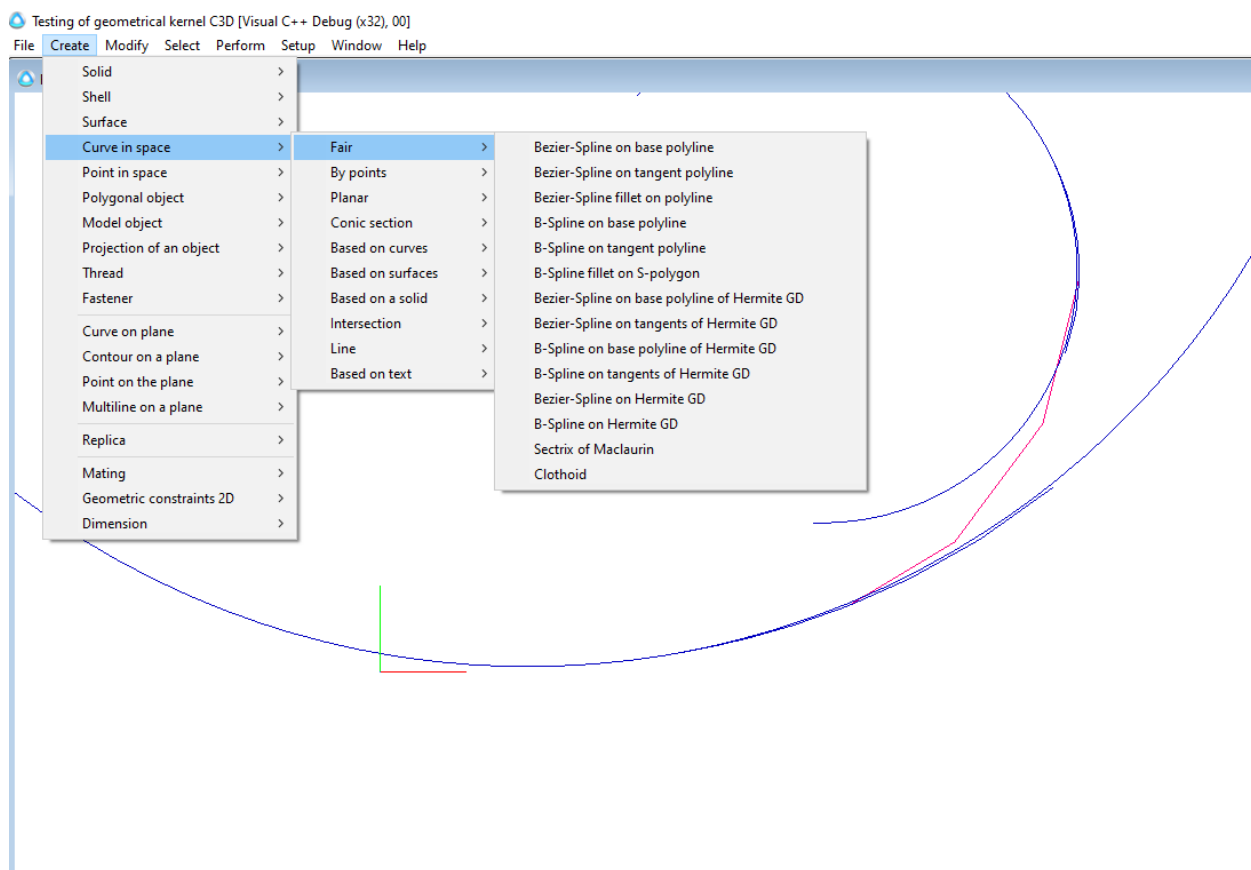 Testing of geometrical kernel C3D [Visual C++ Debug (x32), 00]
File Create Modify Select Perform Setup Window Help
Solid
Shell
Surface
Curve in space
Point in space
Polygonal object
Model object
Projection of an object
Thread
Fastener
Curve on plane
Contour on a plane
Point on the plane
Multiline on a plane
Replica
Mating
Geometric constraints 2D
Dimension
Fair
By points
Planar
Conic section
Based on curves
Based on surfaces
Based on a solid
Intersection
Line
Based on text
Bezier-Spline on base polyline
Bezier-Spline on tangent polyline
Bezier-Spline fillet on polyline
B-Spline on base polyline
B-Spline on tangent polyline
B-Spline fillet on S-polygon
Bezier-Spline on base polyline of Hermite GD
Bezier-Spline on tangents of Hermite GD
B-Spline on base polyline of Hermite GD
B-Spline on tangents of Hermite GD
Bezier-Spline on Hermite GD
B-Spline on Hermite GD
Sectrix of Maclaurin
Clothoid